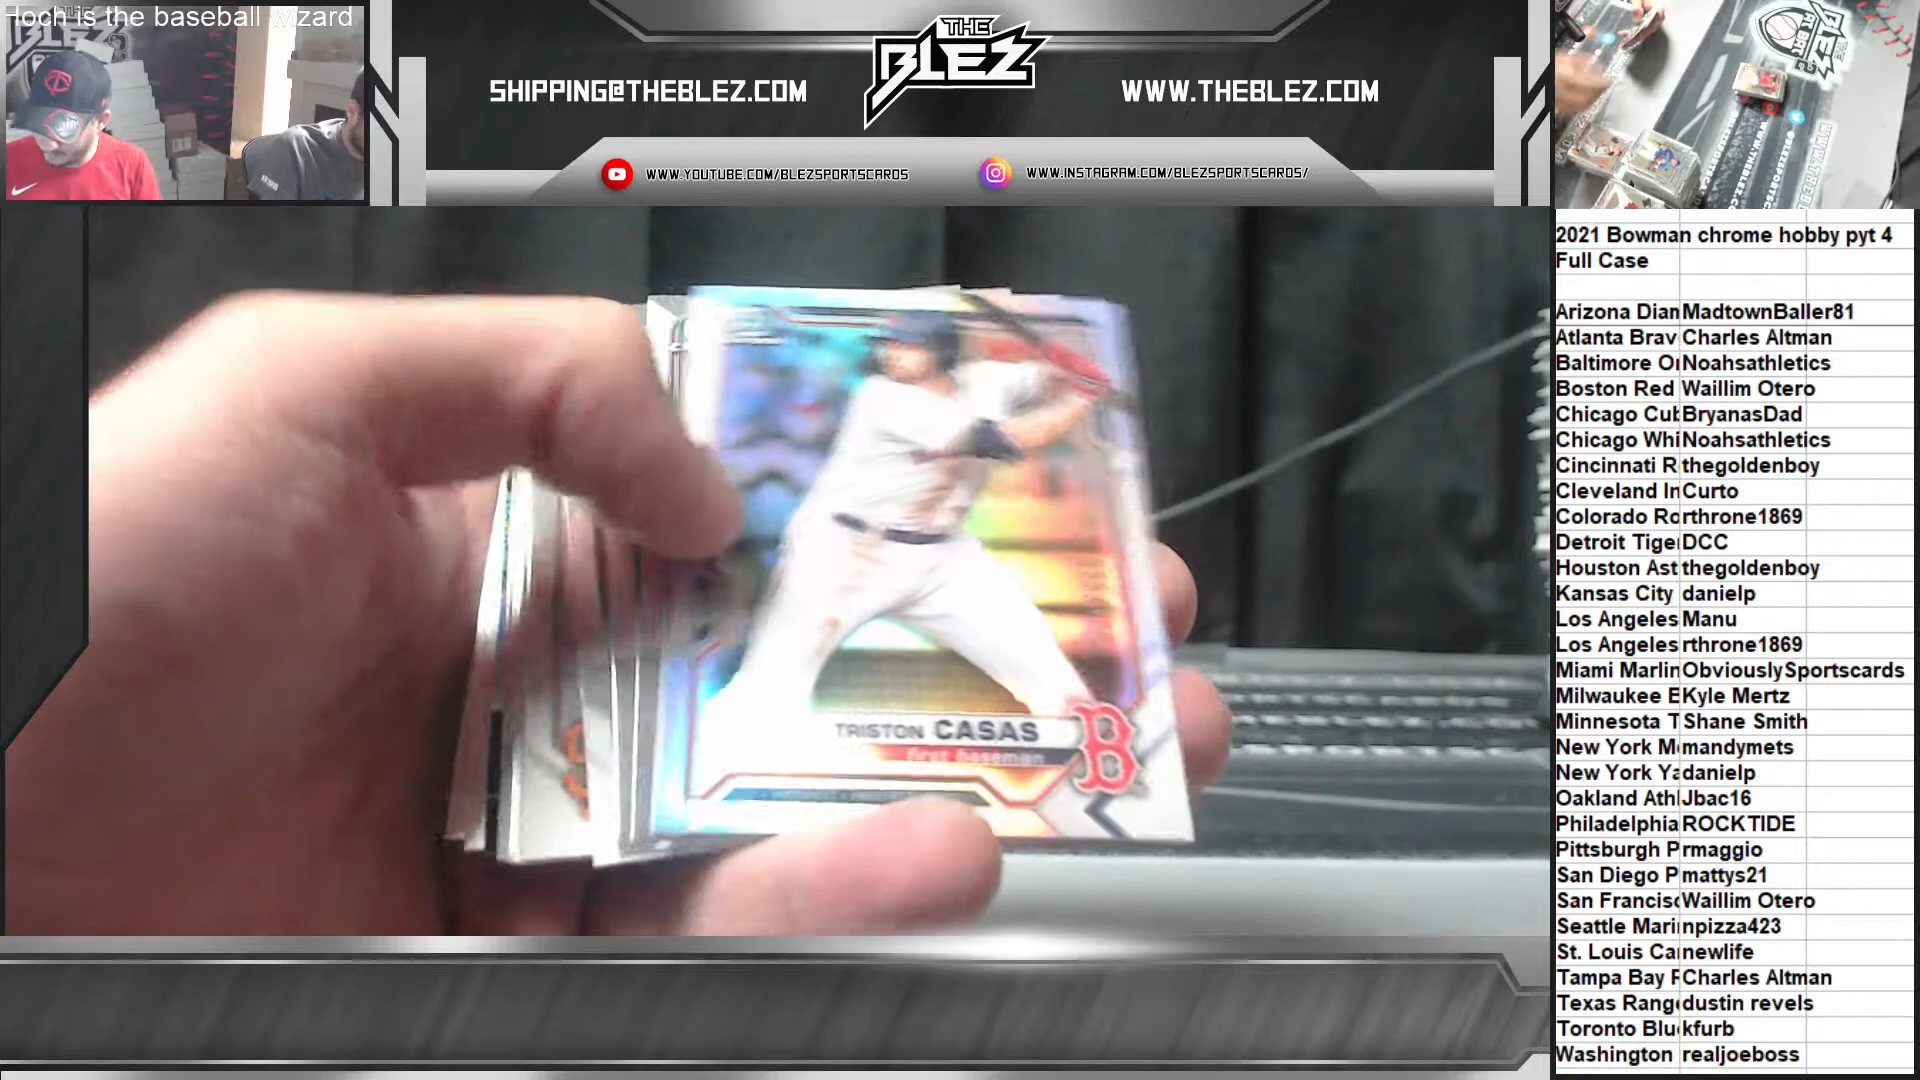 Hoch is the baseball wizard
THE
BLEZ
SHIPPING@THEBLEZ.COM
WWW.THEBLEZ.COM
WWW.YOUTUBE.COM/BLEZSPORTSCARDS
WWW.INSTAGRAM.COM/BLEZSPORTSCARDS/
TRISTON CASAS
first baseman
B
2021 Bowman chrome hobby pyt 4
Full Case
Arizona Diam MadtownBaller81
Atlanta Brav Charles Altman
Baltimore Or Noahsathletics
Boston Red Waillim Otero
Chicago Cub BryanasDad
Chicago Whi Noahsathletics
Cincinnati R thegoldenboy
Cleveland In Curto
Colorado Ro rthrone1869
Detroit Tige DCC
Houston Ast thegoldenboy
Kansas City danielp
Los Angeles Manu
Los Angeles rthrone1869
Miami Marlin ObviouslySportscards
Milwaukee B Kyle Mertz
Minnesota T Shane Smith
New York M mandymets
New York Ya danielp
Oakland Athl Jbac16
Philadelphia ROCKTIDE
Pittsburgh P rmaggio
San Diego P mattys21
San Francisc Waillim Otero
Seattle Mari npizza423
St. Louis Ca newlife
Tampa Bay R Charles Altman
Texas Range dustin revels
Toronto Blu kfurb
Washington realjoeboss